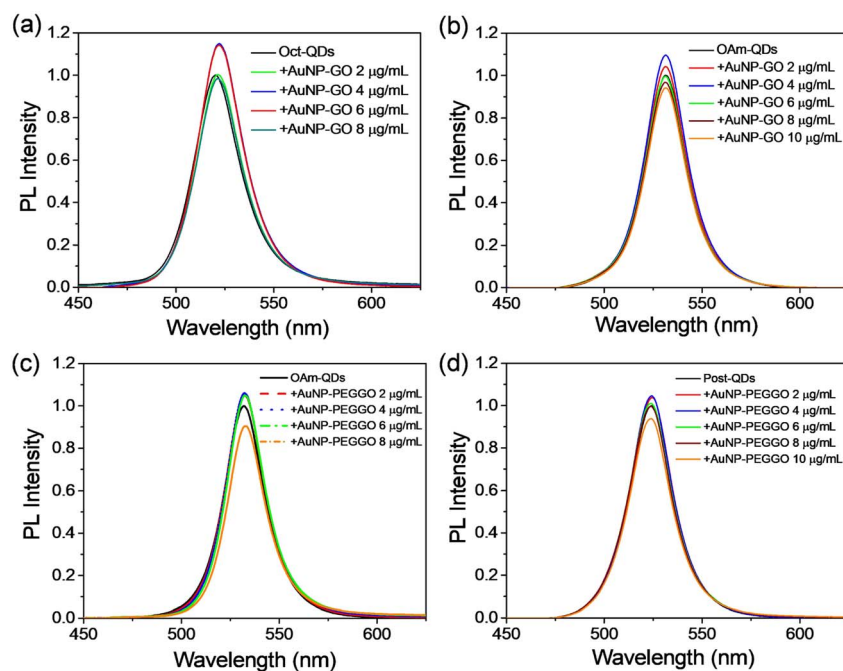 (a)
1.2
1.0
0.8
0.6
0.4
0.2
0.0
PL Intensity
Oct-QDs
+AuNP-GO 2 μg/mL
+AuNP-GO 4 μg/mL
+AuNP-GO 6 μg/mL
+AuNP-GO 8 μg/mL
450 500 550 600
Wavelength (nm)
(b)
1.2
1.0
0.8
0.6
0.4
0.2
0.0
PL Intensity
OAm-QDs
+AuNP-GO 2 μg/mL
+AuNP-GO 4 μg/mL
+AuNP-GO 6 μg/mL
+AuNP-GO 8 μg/mL
+AuNP-GO 10 μg/mL
450 500 550 600
Wavelength (nm)
(c)
1.2
1.0
0.8
0.6
0.4
0.2
0.0
PL Intensity
OAm-QDs
+AuNP-PEGGO 2 μg/mL
+AuNP-PEGGO 4 μg/mL
+AuNP-PEGGO 6 μg/mL
+AuNP-PEGGO 8 μg/mL
450 500 550 600
Wavelength (nm)
(d)
1.2
1.0
0.8
0.6
0.4
0.2
0.0
PL Intensity
Post-QDs
+AuNP-PEGGO 2 μg/mL
+AuNP-PEGGO 4 μg/mL
+AuNP-PEGGO 6 μg/mL
+AuNP-PEGGO 8 μg/mL
+AuNP-PEGGO 10 μg/mL
450 500 550 600
Wavelength (nm)